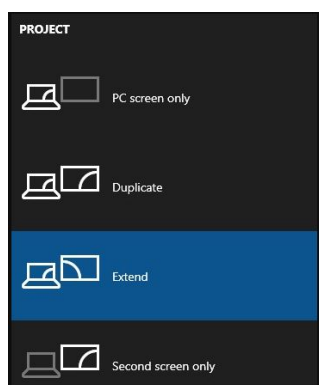 PROJECT
PC screen only
Duplicate
Extend
Second screen only